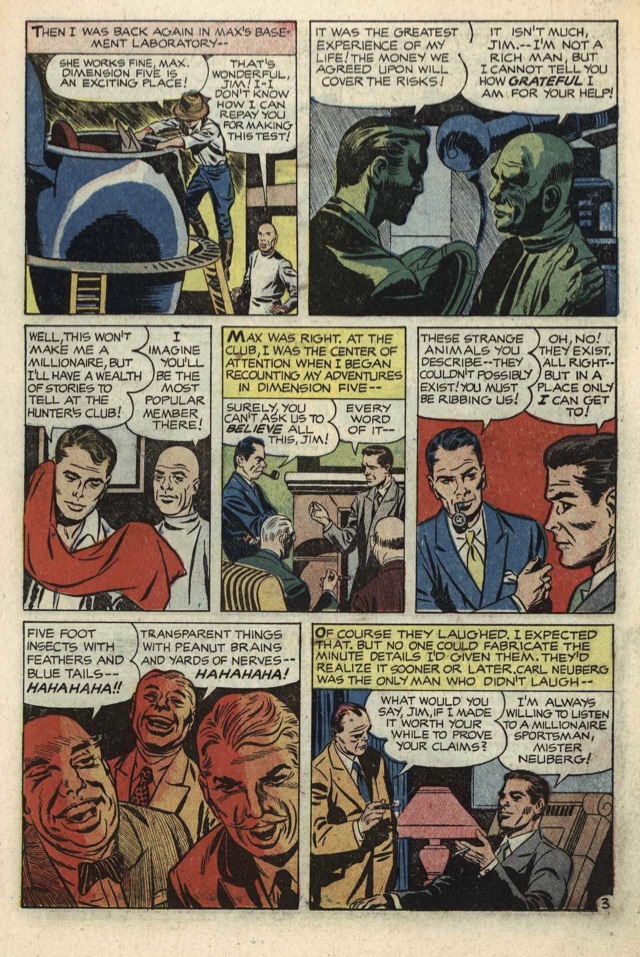 THEN I WAS BACK AGAIN IN MAX'S BASE-
MENT LABORATORY--
SHE WORKS FINE, MAX.
DIMENSION FIVE IS
AN EXCITING PLACE!
THAT'S
WONDERFUL,
JIM! I-I
DON'T KNOW
HOW I CAN
REPAY YOU
FOR MAKING
THIS TEST!
IT WAS THE GREATEST
EXPERIENCE OF MY
LIFE! THE MONEY WE
AGREED UPON WILL
COVER THE RISKS!
IT ISN'T MUCH,
JIM.--I'M NOT A
RICH MAN, BUT
I CANNOT TELL YOU
HOW GRATEFUL I
AM FOR YOUR HELP!
WELL, THIS WON'T
MAKE ME A
MILLIONAIRE, BUT
I'LL HAVE A WEALTH
OF STORIES TO
TELL AT THE
HUNTER'S CLUB!
I
IMAGINE
YOU'LL
BE THE
MOST
POPULAR
MEMBER
THERE!
MAX WAS RIGHT. AT THE
CLUB, I WAS THE CENTER OF
ATTENTION WHEN I BEGAN
RECOUNTING MY ADVENTURES
IN DIMENSION FIVE--
SURELY, YOU
CAN'T ASK US TO
BELIEVE ALL
THIS, JIM!
EVERY
WORD
OF IT--
THESE STRANGE
ANIMALS YOU
DESCRIBE--THEY
COULDN'T POSSIBLY
EXIST! YOU MUST
BE RIBBING US!
OH, NO!
THEY EXIST,
ALL RIGHT-
BUT IN A
PLACE ONLY
I CAN GET
TO!
FIVE FOOT
INSECTS WITH
FEATHERS AND
BLUE TAILS--
HAHAHAHA!!
TRANSPARENT THINGS
WITH PEANUT BRAINS
AND YARDS OF NERVES--
HAHAHAHA!
OF COURSE THEY LAUGHED. I EXPECTED
THAT. BUT NO ONE COULD FABRICATE THE
MINUTE DETAILS I'D GIVEN THEM. THEY'D
REALIZE IT SOONER OR LATER. CARL NEUBERG
WAS THE ONLY MAN WHO DIDN'T LAUGH--
WHAT WOULD YOU
SAY, JIM, IF I MADE
IT WORTH YOUR
WHILE TO PROVE
YOUR CLAIMS?
I'M ALWAYS
WILLING TO LISTEN
TO A MILLIONAIRE
SPORTSMAN,
MISTER
NEUBERG!
3